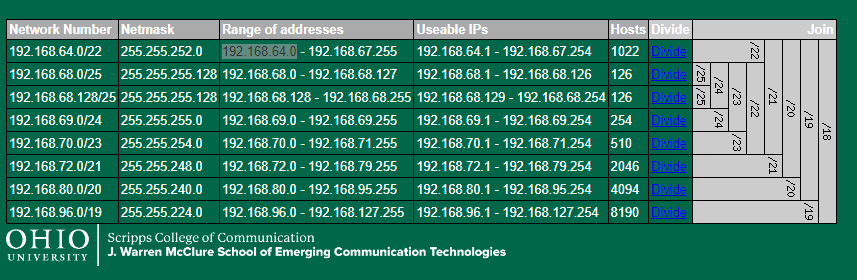 Network Number Netmask Range of addresses Useable IPs Hosts Divide Join
192.168.64.0/22 255.255.252.0 192.168.64.0 - 192.168.67.255 192.168.64.1 - 192.168.67.254 1022 Divide /22 /21 /20 /19 /18
192.168.68.0/25 255.255.255.128 192.168.68.0 - 192.168.68.127 192.168.68.1 - 192.168.68.126 126 Divide /25 /24 /23 /22
192.168.68.128/25 255.255.255.128 192.168.68.128 - 192.168.68.255 192.168.68.129 - 192.168.68.254 126 Divide /25
192.168.69.0/24 255.255.255.0 192.168.69.0 - 192.168.69.255 192.168.69.1 - 192.168.69.254 254 Divide /24
192.168.70.0/23 255.255.254.0 192.168.70.0 - 192.168.71.255 192.168.70.1 - 192.168.71.254 510 Divide /23
192.168.72.0/21 255.255.248.0 192.168.72.0 - 192.168.79.255 192.168.72.1 - 192.168.79.254 2046 Divide /21
192.168.80.0/20 255.255.240.0 192.168.80.0 - 192.168.95.255 192.168.80.1 - 192.168.95.254 4094 Divide /20
192.168.96.0/19 255.255.224.0 192.168.96.0 - 192.168.127.255 192.168.96.1 - 192.168.127.254 8190 Divide /19
OHIO
UNIVERSITY
Scripps College of Communication
J. Warren McClure School of Emerging Communication Technologies